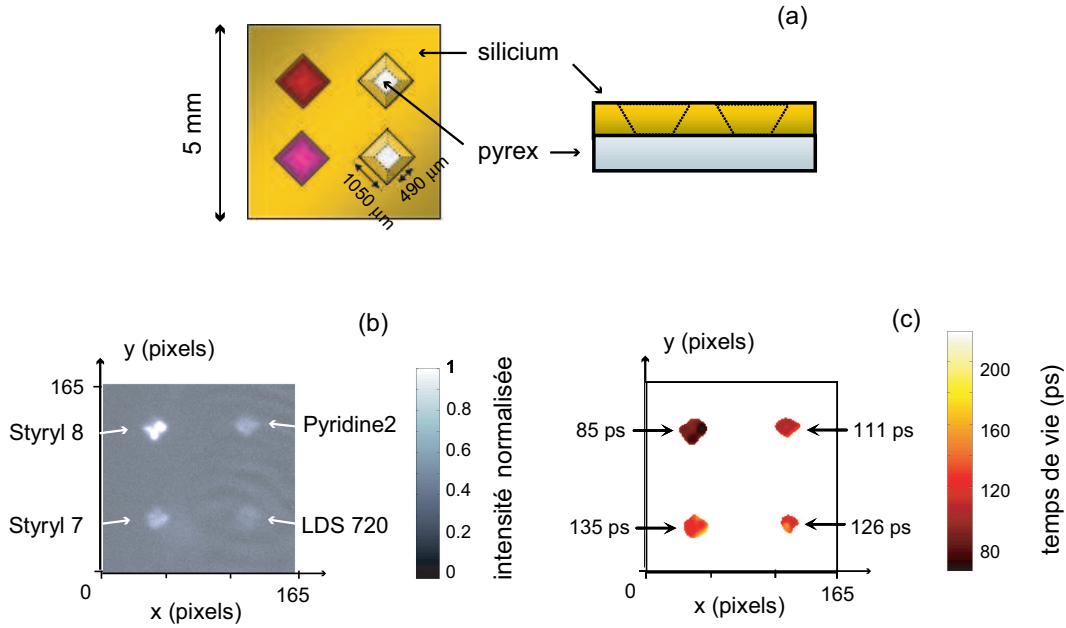 (a)
silicium
pyrex
5 mm
1050 µm
490 µm
(b)
y (pixels)
165
Styryl 8
Pyridine2
Styryl 7
LDS 720
0
165
x (pixels)
1
0.8
0.6
0.4
0.2
0
intensité normalisée
(c)
y (pixels)
85 ps
111 ps
135 ps
126 ps
0
165
x (pixels)
200
160
120
80
temps de vie (ps)